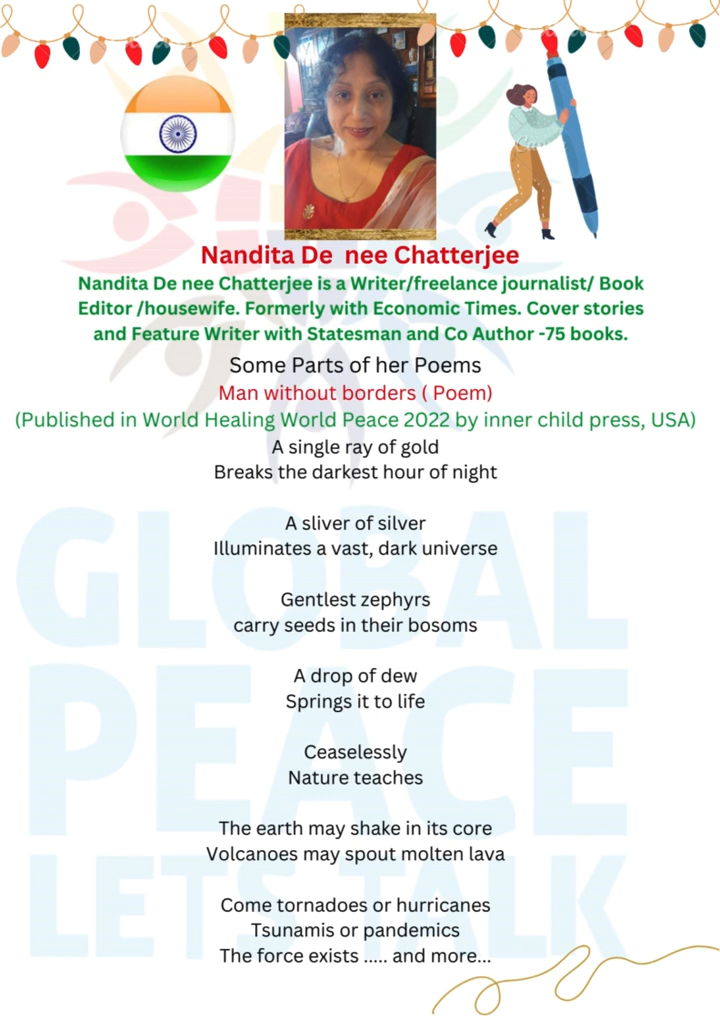 Nandita De nee Chatterjee
Nandita De nee Chatterjee is a Writer/freelance journalist/ Book
Editor /housewife. Formerly with Economic Times. Cover stories
and Feature Writer with Statesman and Co Author -75 books.
Some Parts of her Poems
Man without borders ( Poem)
(Published in World Healing World Peace 2022 by inner child press, USA)
A single ray of gold
Breaks the darkest hour of night
A sliver of silver
Illuminates a vast, dark universe
Gentlest zephyrs
carry seeds in their bosoms
A drop of dew
Springs it to life
Ceaselessly
Nature teaches
The earth may shake in its core
Volcanoes may spout molten lava
Come tornadoes or hurricanes
Tsunamis or pandemics
The force exists ..... and more...
GLOBAL
PEACE
LETS TALK